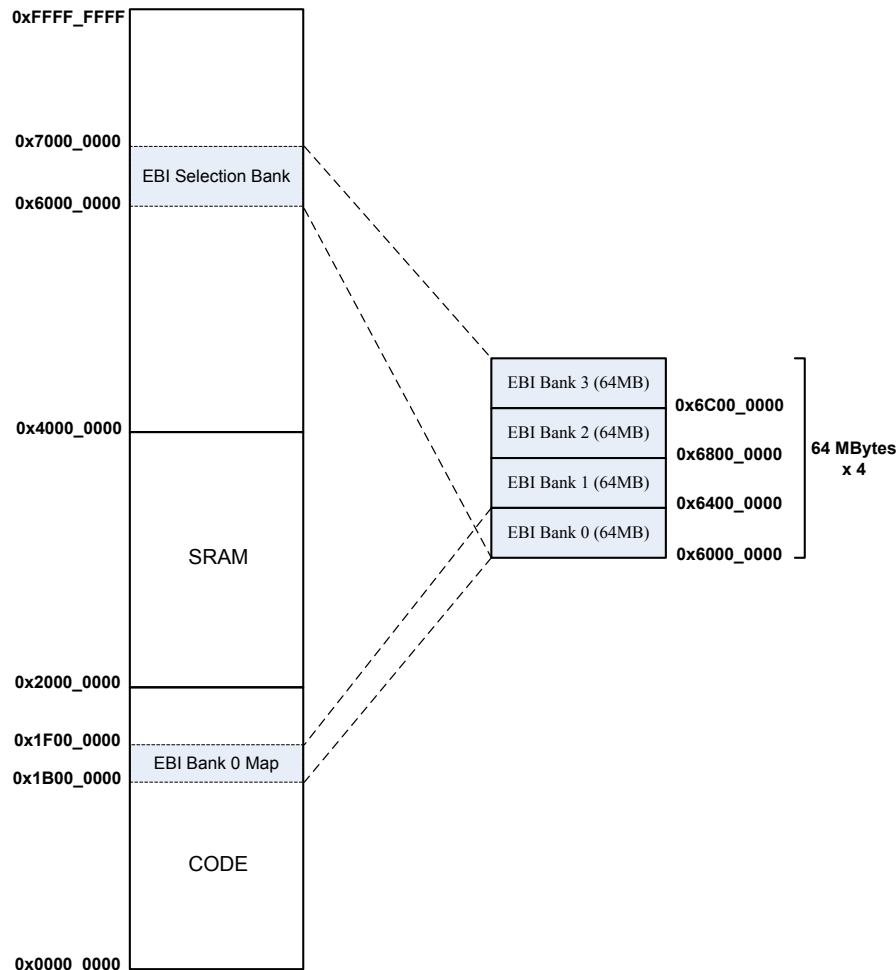 0xFFFF_FFFF
0x7000_0000
EBI Selection Bank
0x6000_0000
EBI Bank 3 (64MB)
0x6C00_0000
0x4000_0000
EBI Bank 2 (64MB)
64 MBytes
x 4
0x6800_0000
EBI Bank 1 (64MB)
0x6400_0000
EBI Bank 0 (64MB)
0x6000_0000
SRAM
0x2000_0000
0x1F00_0000
EBI Bank 0 Map
0x1B00_0000
CODE
0x0000_0000